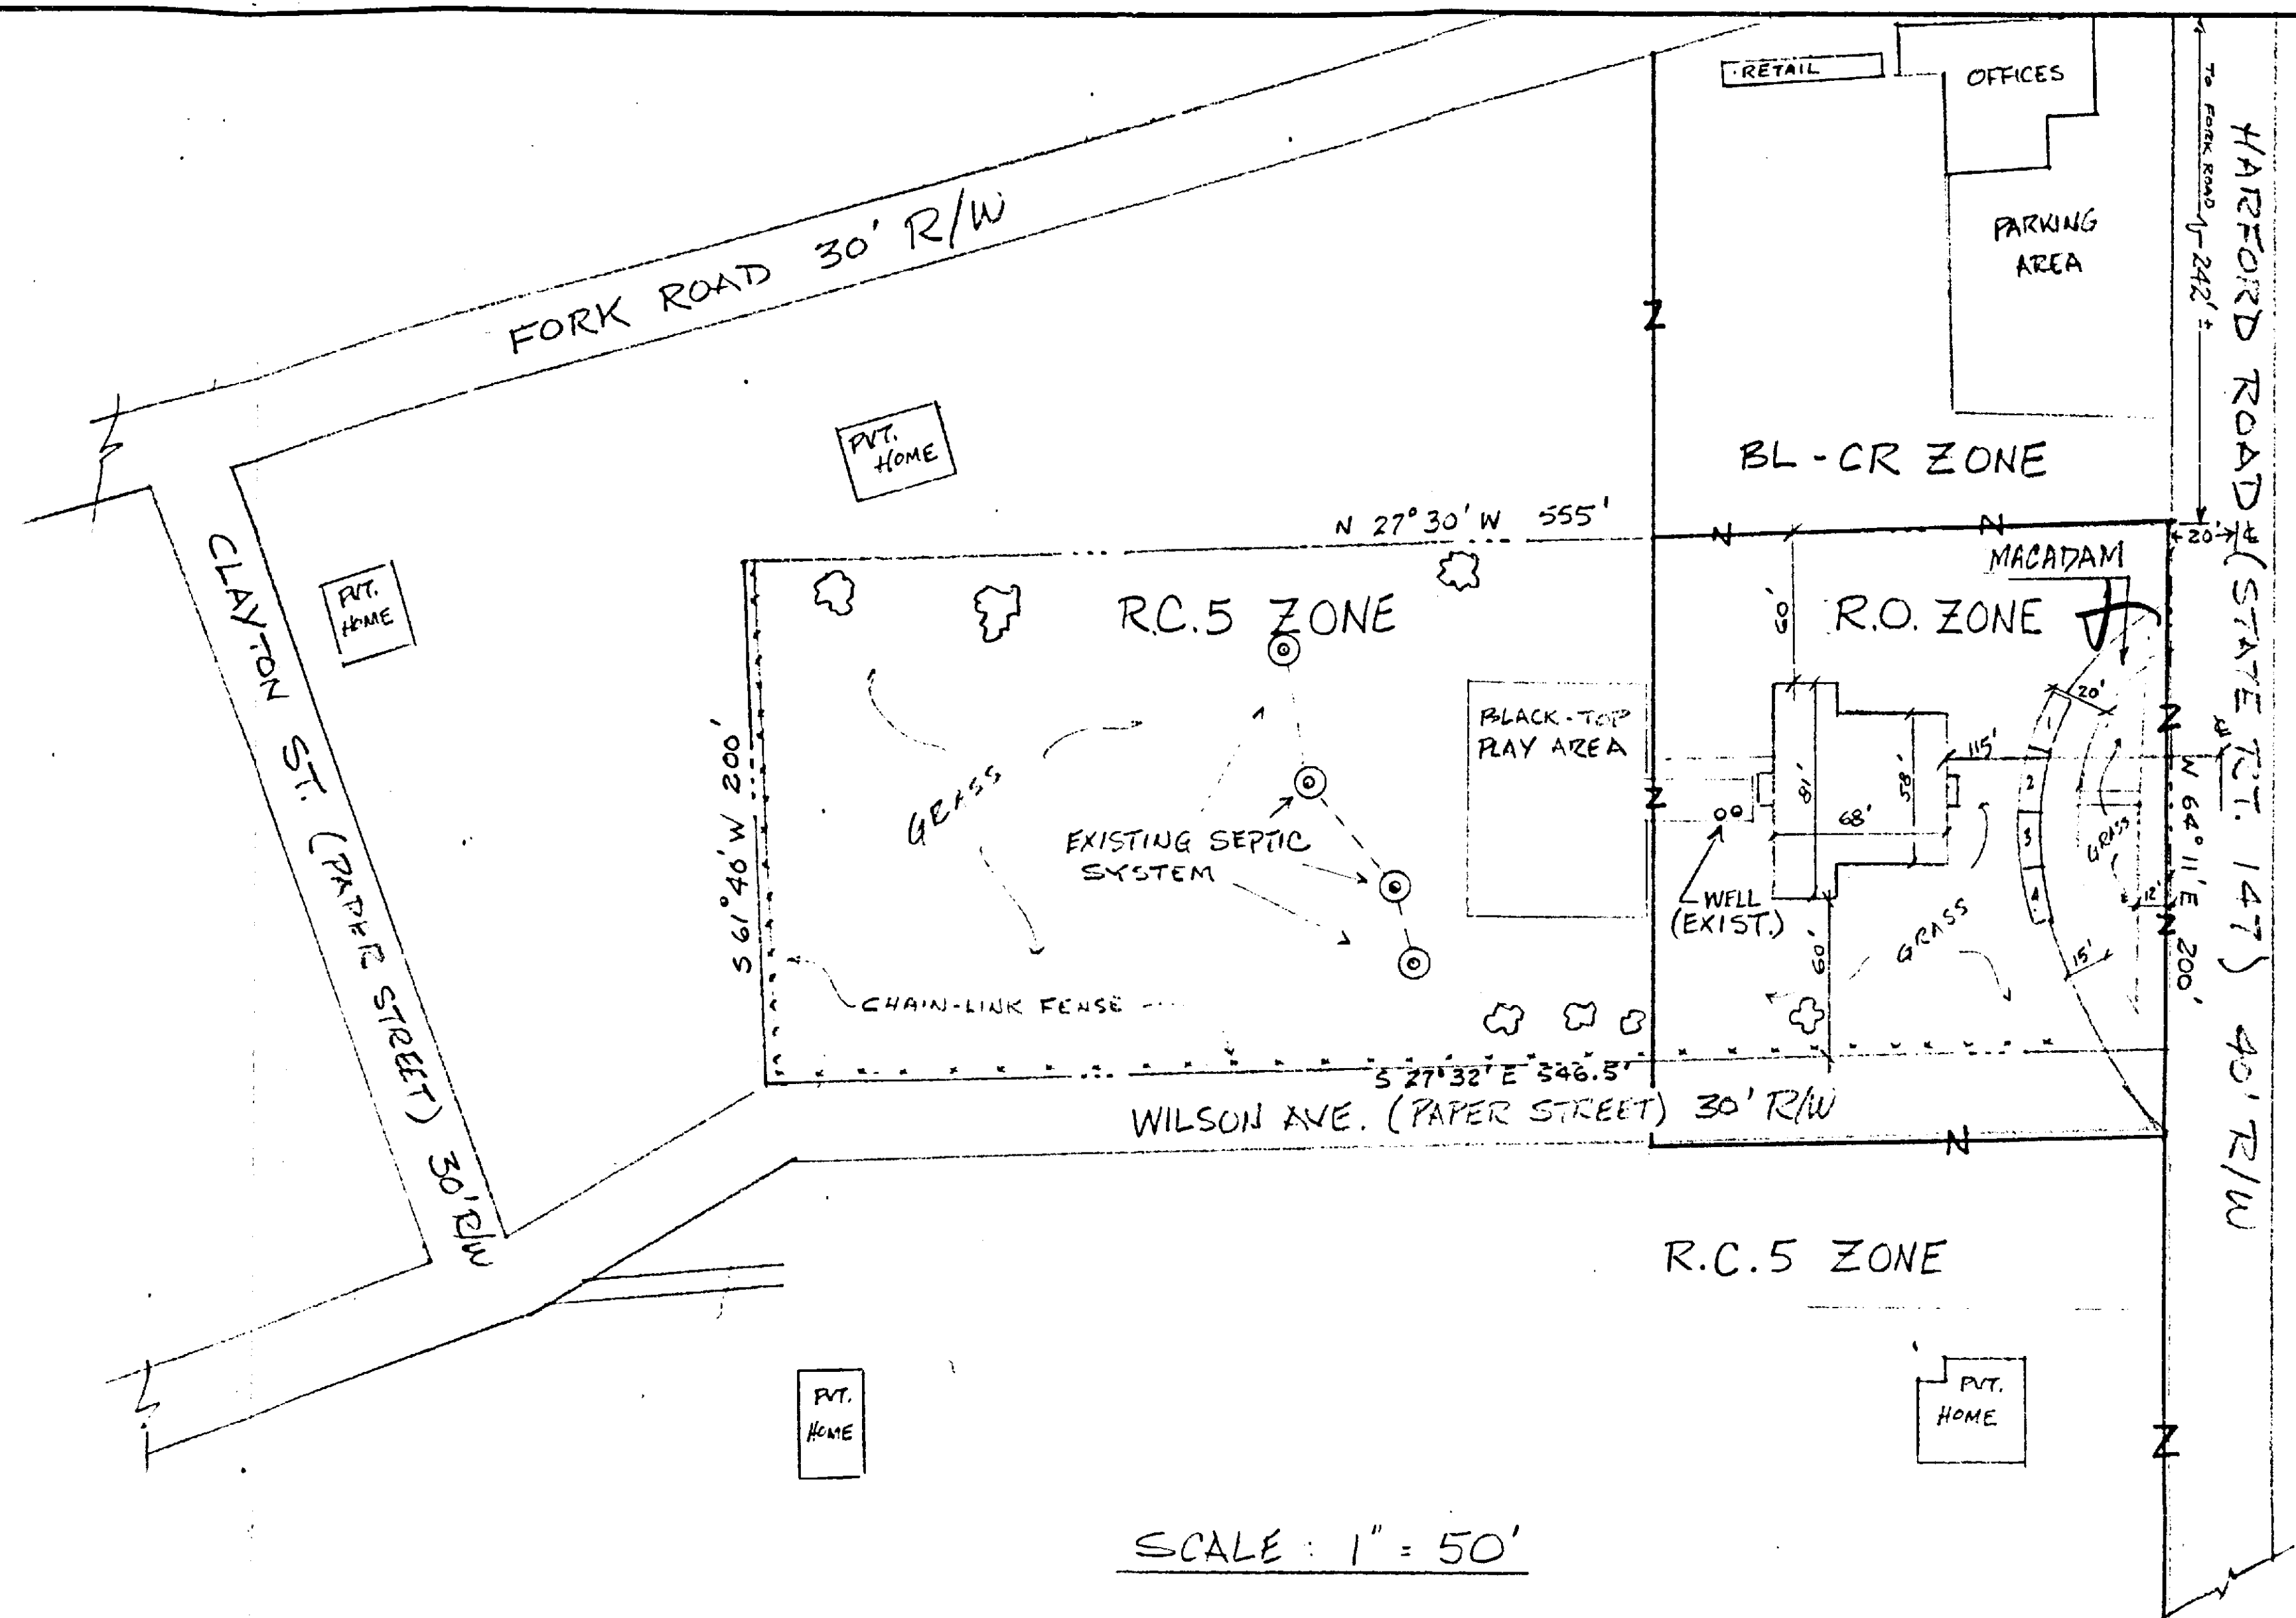 RETAIL
OFFICES
TO FORK ROAD 242' ±
HARFORD ROAD (STATE RT. 147) 40' R/W
PARKING
AREA
FORK ROAD 30' R/W
PVT.
HOME
BL-CR ZONE
N 27°30' W 555'
20'
MACADAM
CLAYTON ST. (PAPER STREET) 30' R/W
PVT.
HOME
R.C.5 ZONE
60'
R.O. ZONE
20'
S 61°40' W 200'
BLACK-TOP
PLAY AREA
115'
1
2
3
4
81'
58'
68'
N 64°11' E 200'
GRASS
GRASS
EXISTING SEPTIC
SYSTEM
WELL
(EXIST.)
60'
GRASS
12'
15'
CHAIN-LINK FENSE
S 27°32' E 546.5'
WILSON AVE. (PAPER STREET) 30' R/W
R.C.5 ZONE
PVT.
HOME
PVT.
HOME
SCALE : 1" = 50'